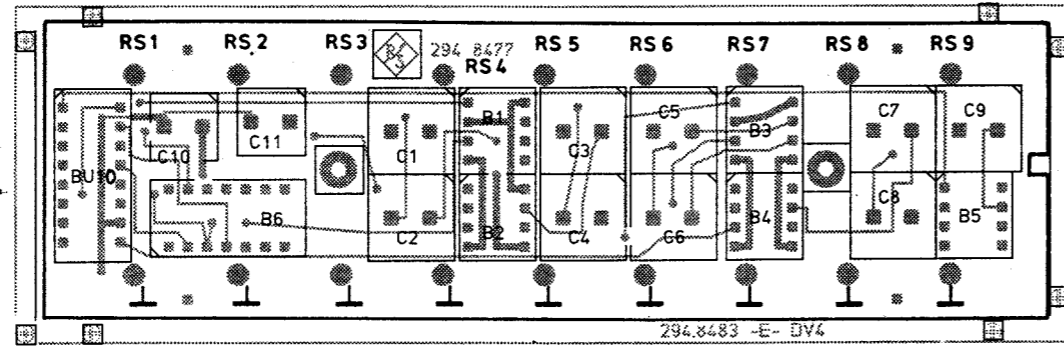 RS1 RS2 RS3 294.8477 RS4 RS5 RS6 RS7 RS8 RS9
B1 C5 C7 C9
C10 C11 C1 C3 B3
BU10 C8
B6 C2 B2 C4 C6 B4 B5
294.8483 -E- DV4